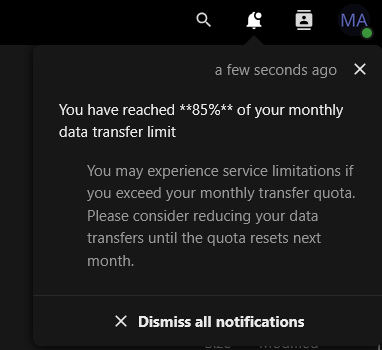 MA
a few seconds ago
You have reached **85%** of your monthly
data transfer limit
You may experience service limitations if
you exceed your monthly transfer quota.
Please consider reducing your data
transfers until the quota resets next
month.
Dismiss all notifications
Size Modified